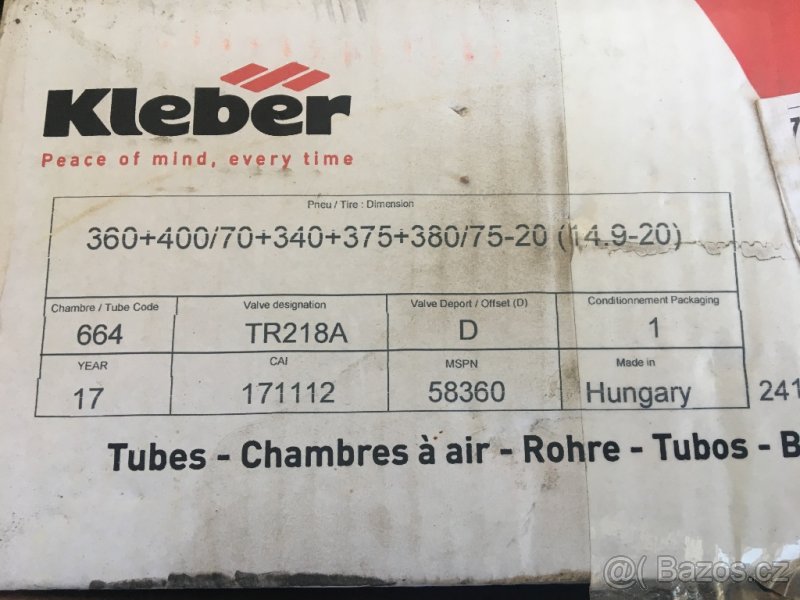 Kleber
Peace of mind, every time
Pneu / Tire : Dimension
360+400/70+340+375+380/75-20 (14.9-20)
Chambre / Tube Code Valve designation Valve Deport / Offset (D) Conditionnement Packaging
664 TR218A D 1
YEAR CAI MSPN Made in
17 171112 58360 Hungary 241
Tubes - Chambres à air - Rohre - Tubos - B
7
@( Bazos.cz